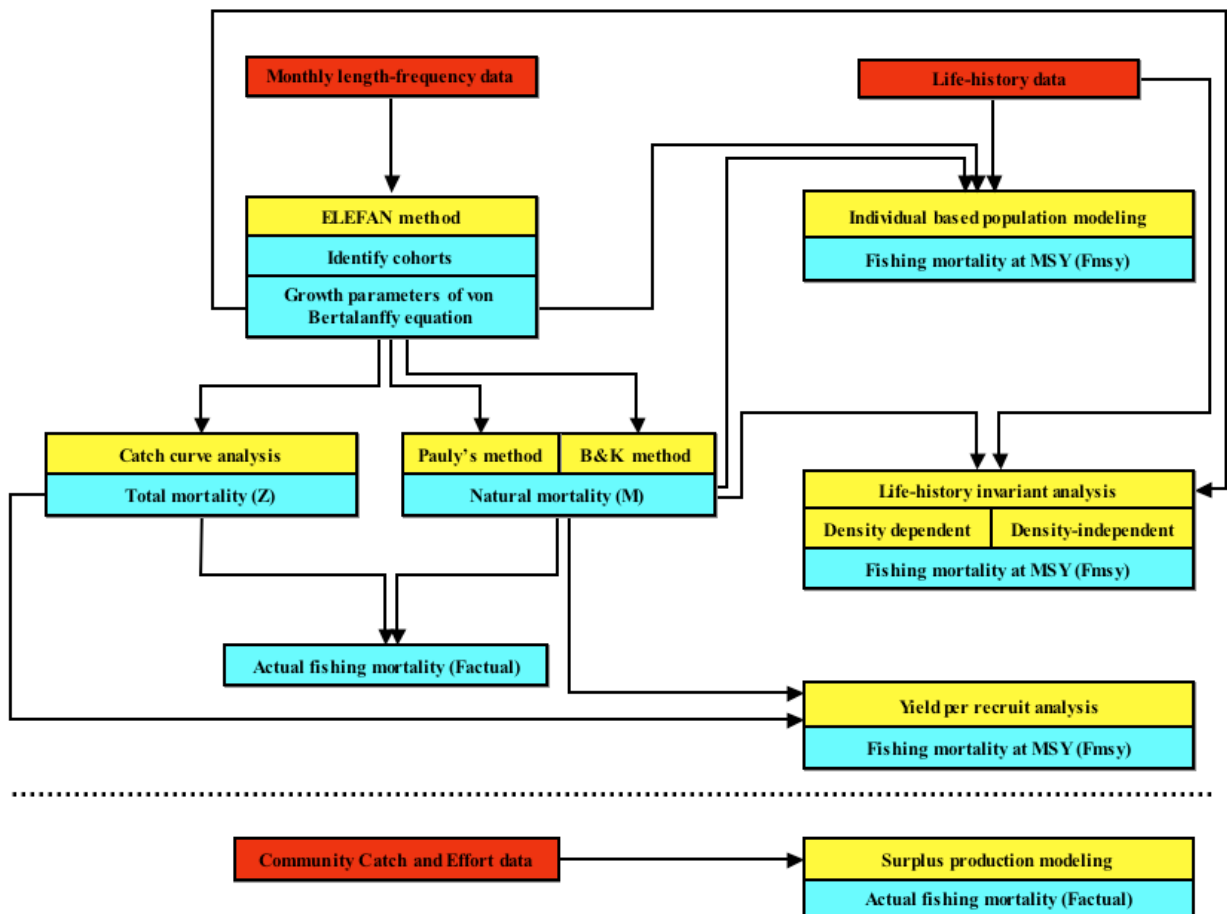 Monthly length-frequency data
Life-history data
ELEFAN method
Identify cohorts
Growth parameters of von
Bertalanffy equation
Individual based population modeling
Fishing mortality at MSY (Fmsy)
Catch curve analysis
Total mortality (Z)
Pauly's method
B&K method
Natural mortality (M)
Life-history invariant analysis
Density dependent
Density-independent
Fishing mortality at MSY (Fmsy)
Actual fishing mortality (Factual)
Yield per recruit analysis
Fishing mortality at MSY (Fmsy)
Community Catch and Effort data
Surplus production modeling
Actual fishing mortality (Factual)